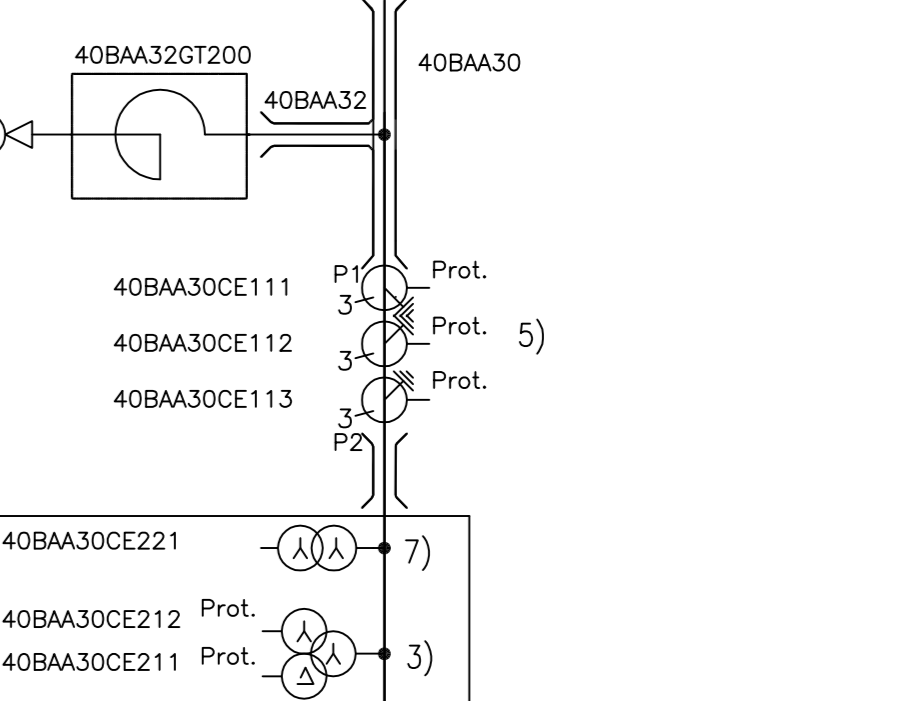 40BAA32GT200
40BAA30
40BAA32
40BAA30CE111 P1 3 Prot.
40BAA30CE112 3 Prot. 5)
40BAA30CE113 3 Prot.
P2
40BAA30CE221 7)
40BAA30CE212 Prot.
40BAA30CE211 Prot. 3)